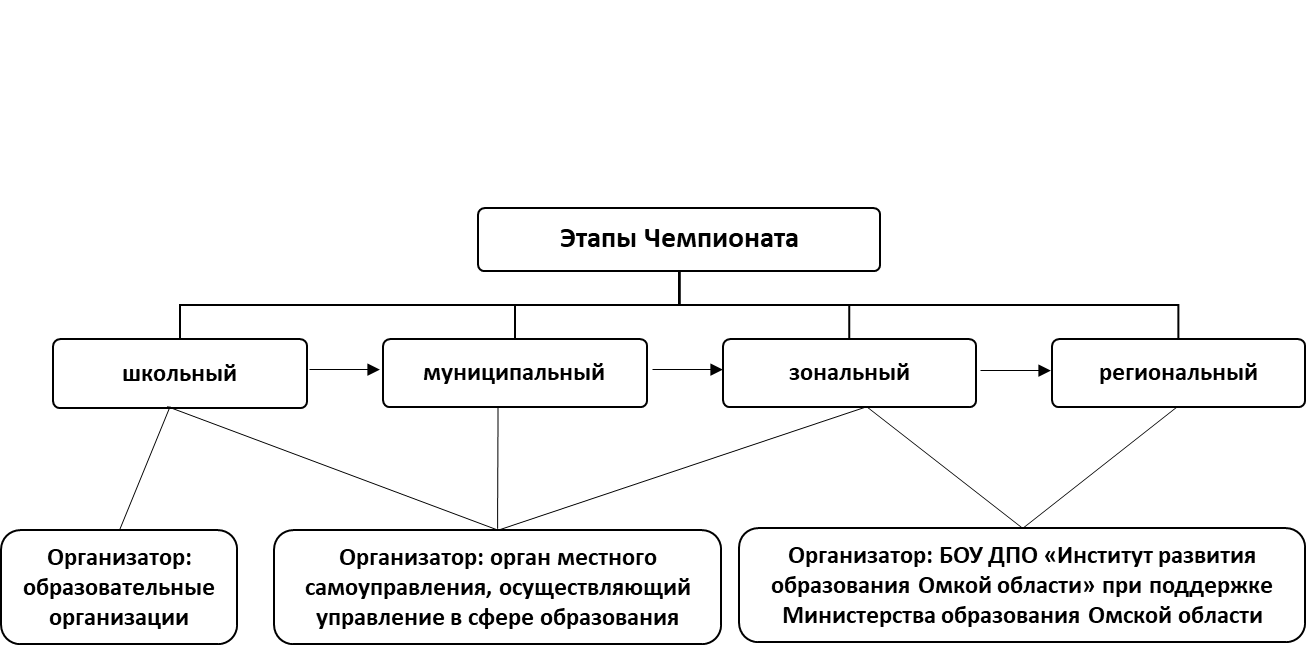 Этапы Чемпионата
школьный
муниципальный
зональный
региональный
Организатор:
образовательные
организации
Организатор: орган местного
самоуправления, осуществляющий
управление в сфере образования
Организатор: БОУ ДПО «Институт развития
образования Омкой области» при поддержке
Министерства образования Омской области